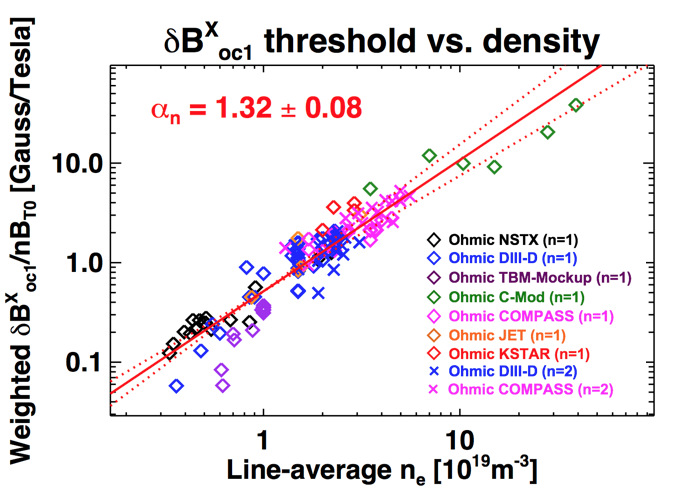 δB^X_oc1 threshold vs. density
α_n = 1.32 ± 0.08
Weighted δB^X_oc1/nB_T0 [Gauss/Tesla]
10.0
1.0
0.1
Ohmic NSTX (n=1)
Ohmic DIII-D (n=1)
Ohmic TBM-Mockup (n=1)
Ohmic C-Mod (n=1)
Ohmic COMPASS (n=1)
Ohmic JET (n=1)
Ohmic KSTAR (n=1)
Ohmic DIII-D (n=2)
Ohmic COMPASS (n=2)
1 10
Line-average n_e [10^19m^-3]